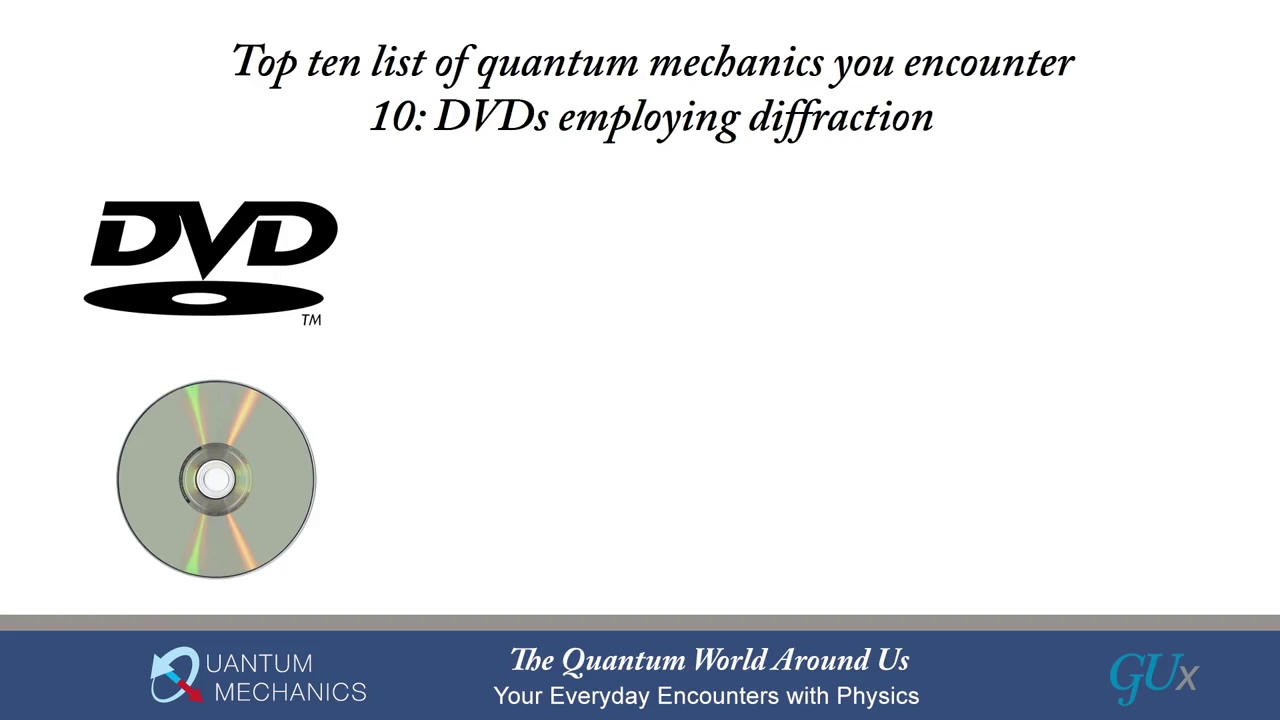 Top ten list of quantum mechanics you encounter
10: DVDs employing diffraction
DVD
TM
QUANTUM
MECHANICS
The Quantum World Around Us
Your Everyday Encounters with Physics
GUx